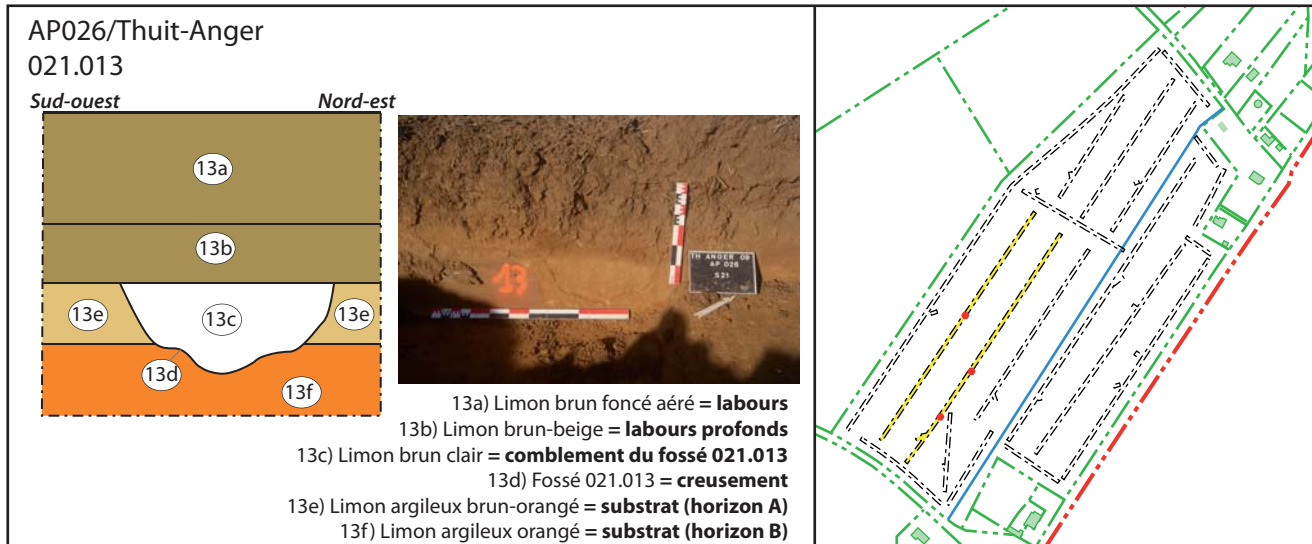 AP026/Thuit-Anger
021.013
Sud-ouest Nord-est
13a
13b
13e 13c 13e
13d
13f
13
TH ANGER 09
AP 026
S21
13a) Limon brun foncé aéré = labours
13b) Limon brun-beige = labours profonds
13c) Limon brun clair = comblement du fossé 021.013
13d) Fossé 021.013 = creusement
13e) Limon argileux brun-orangé = substrat (horizon A)
13f) Limon argileux orangé = substrat (horizon B)